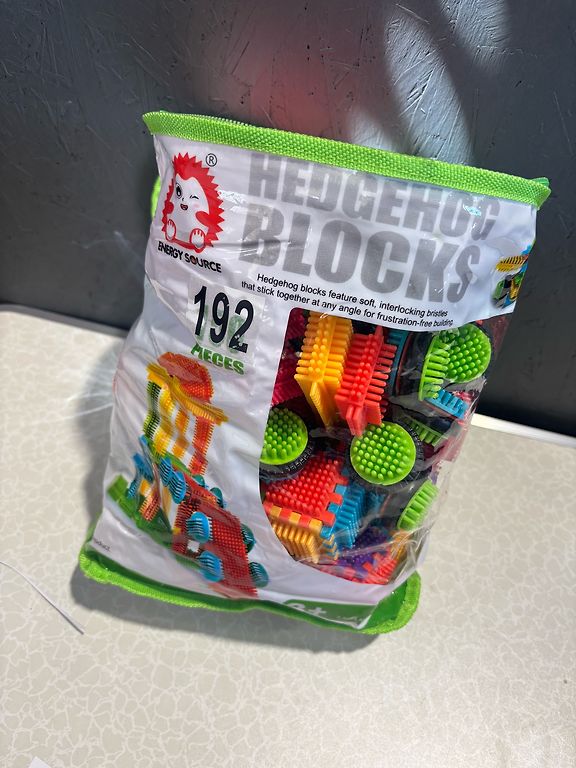 ®
HEDGEHOG
BLOCKS
ENERGY SOURCE
Hedgehog blocks feature soft, interlocking bristles
that stick together at any angle for frustration-free building.
192
MECES